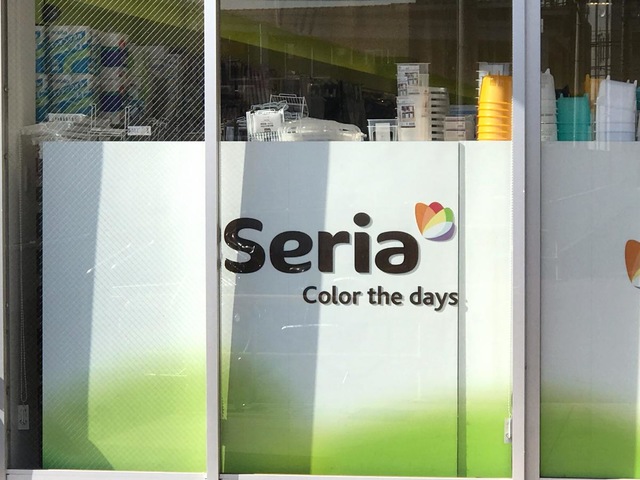 Seria
Color the days